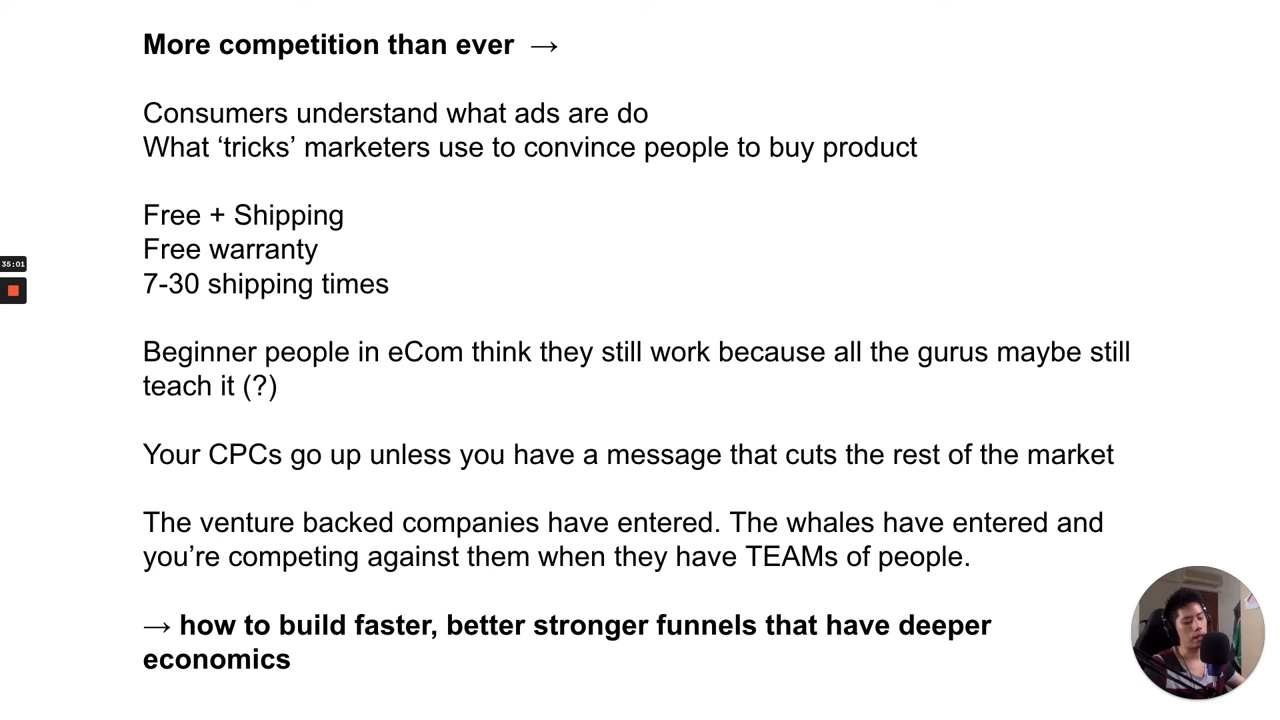 More competition than ever →
Consumers understand what ads are do
What ‘tricks’ marketers use to convince people to buy product
Free + Shipping
Free warranty
7-30 shipping times
35:01
Beginner people in eCom think they still work because all the gurus maybe still
teach it (?)
Your CPCs go up unless you have a message that cuts the rest of the market
The venture backed companies have entered. The whales have entered and
you’re competing against them when they have TEAMs of people.
→ how to build faster, better stronger funnels that have deeper
economics